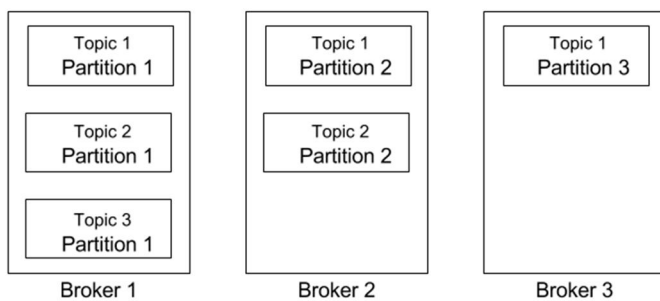 Topic 1
Partition 1
Topic 2
Partition 1
Topic 3
Partition 1
Broker 1
Topic 1
Partition 2
Topic 2
Partition 2
Broker 2
Topic 1
Partition 3
Broker 3